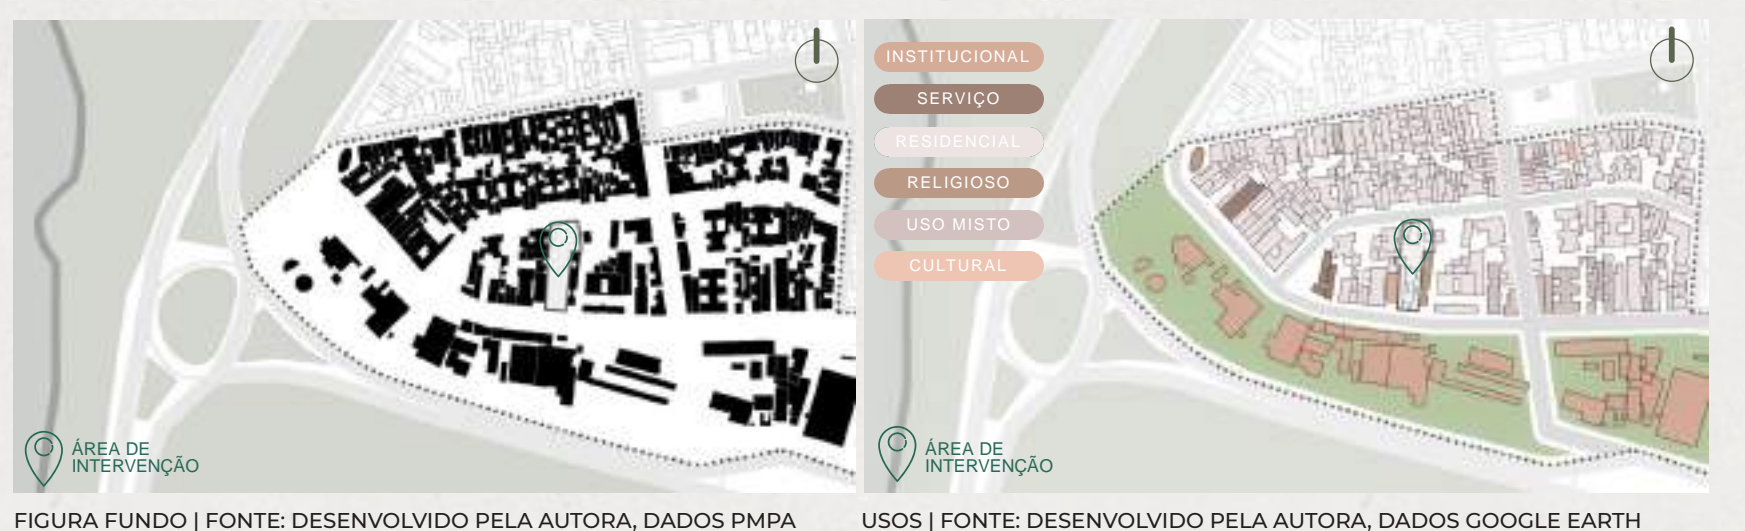 INSTITUCIONAL
SERVIÇO
RESIDENCIAL
RELIGIOSO
USO MISTO
CULTURAL
ÁREA DE
INTERVENÇÃO
ÁREA DE
INTERVENÇÃO
FIGURA FUNDO | FONTE: DESENVOLVIDO PELA AUTORA, DADOS PMPA
USOS | FONTE: DESENVOLVIDO PELA AUTORA, DADOS GOOGLE EARTH